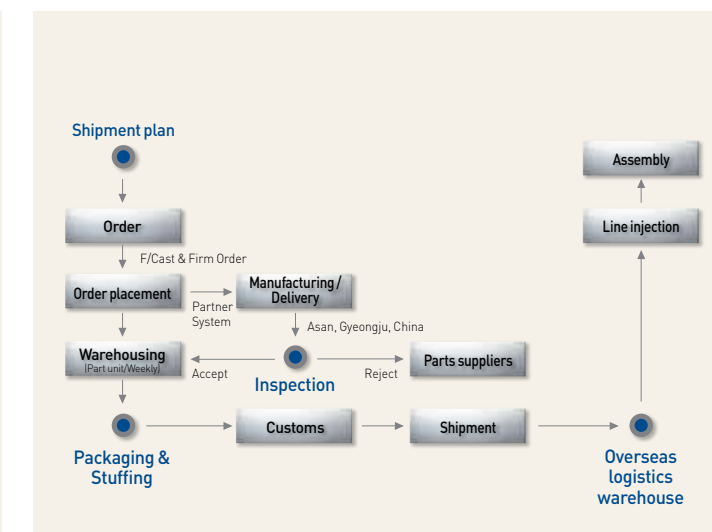 Shipment plan
Assembly
Order
Line injection
F/Cast & Firm Order
Order placement
Manufacturing /
Delivery
Partner
System
Asan, Gyeongju, China
Warehousing
(Part unit/Weekly)
Accept
Inspection
Reject
Parts suppliers
Customs
Shipment
Packaging &
Stuffing
Overseas
logistics
warehouse